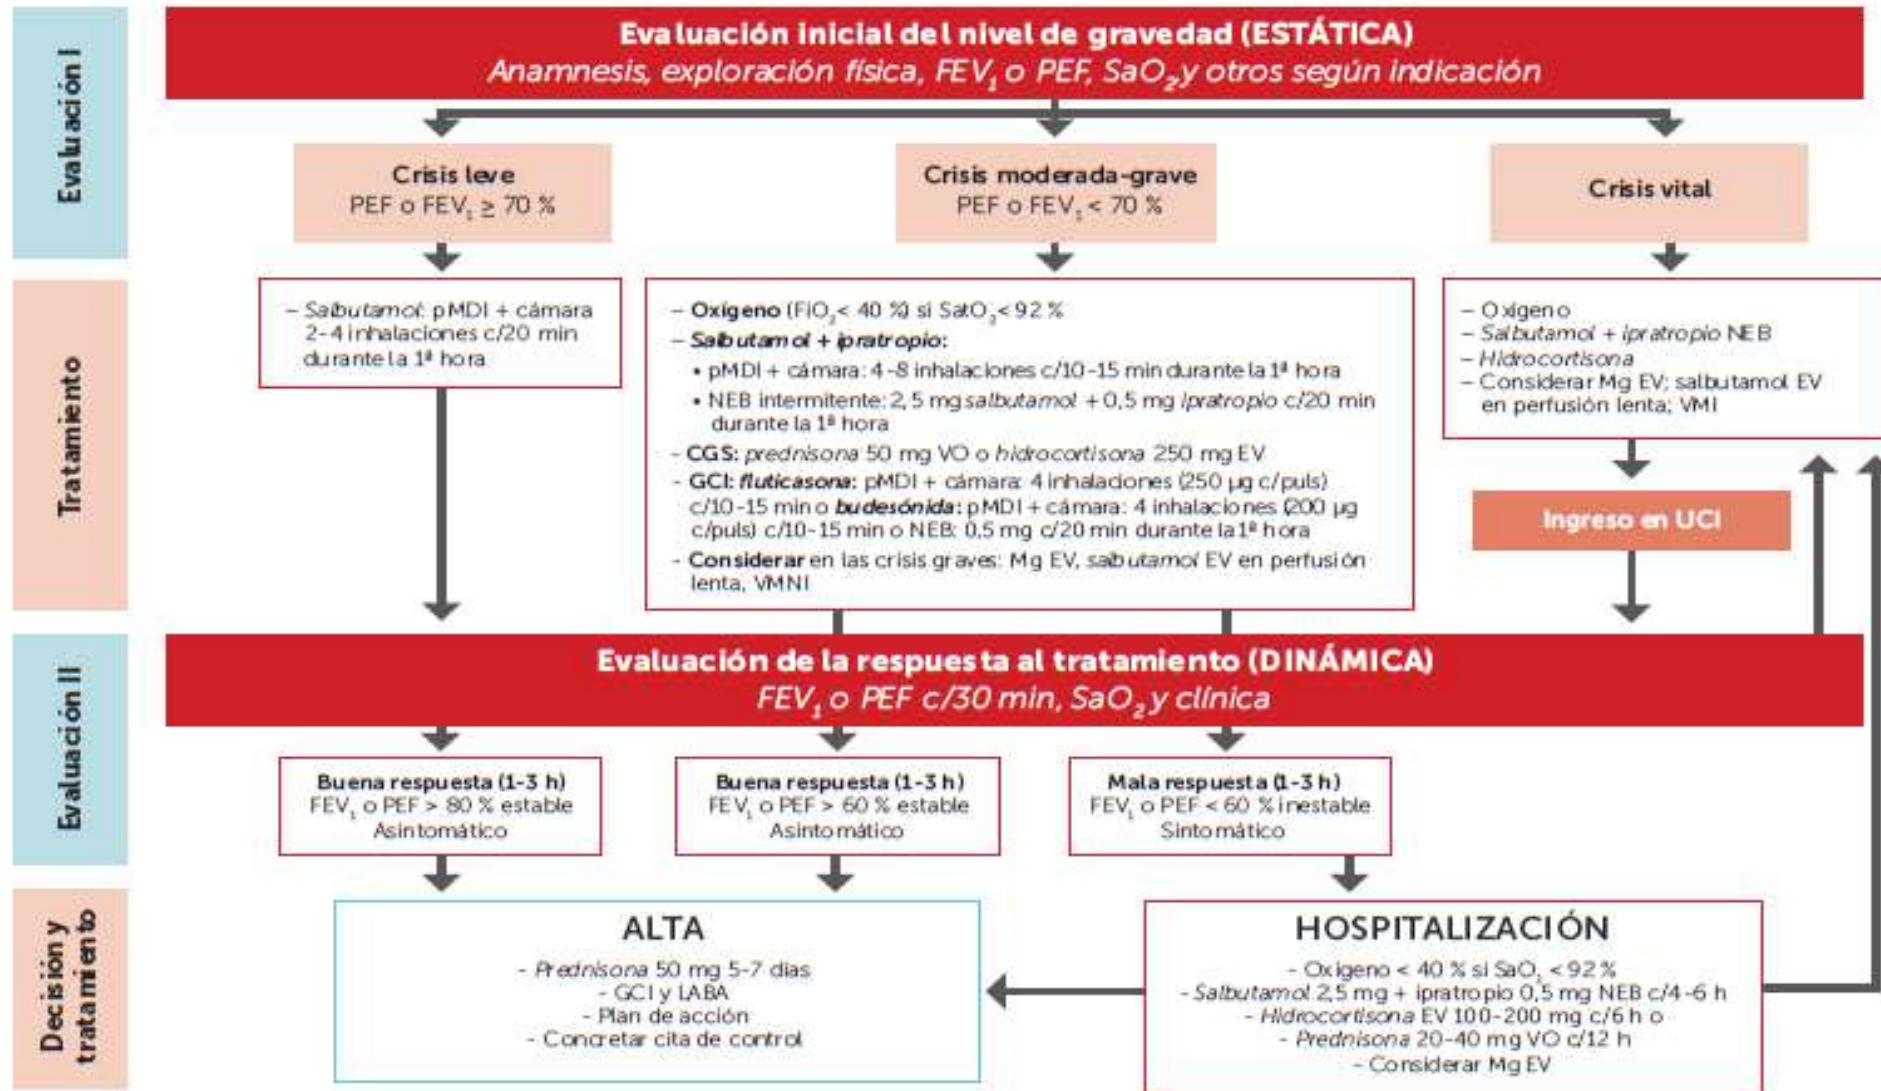 Evaluación I
Evaluación inicial del nivel de gravedad (ESTÁTICA)
Anamnesis, exploración física, FEV₁ o PEF, SaO₂ y otros según indicación
Crisis leve
PEF o FEV₁ ≥ 70 %
Crisis moderada-grave
PEF o FEV₁ < 70 %
Crisis vital
Tratamiento
– Salbutamol: pMDI + cámara
2-4 inhalaciones c/20 min
durante la 1ª hora
– Oxígeno (FiO₂ < 40 %) si SatO₂ < 92 %
– Salbutamol + ipratropio:
• pMDI + cámara: 4-8 inhalaciones c/10-15 min durante la 1ª hora
• NEB intermitente: 2,5 mg salbutamol + 0,5 mg ipratropio c/20 min
durante la 1ª hora
- CGS: prednisona 50 mg VO o hidrocortisona 250 mg EV
- GCI: fluticasona: pMDI + cámara: 4 inhalaciones (250 µg c/puls)
c/10-15 min o budesónida: pMDI + cámara: 4 inhalaciones (200 µg
c/puls) c/10-15 min o NEB: 0,5 mg c/20 min durante la 1ª hora
- Considerar en las crisis graves: Mg EV, salbutamol EV en perfusión
lenta, VMNI
– Oxígeno
– Salbutamol + ipratropio NEB
– Hidrocortisona
– Considerar Mg EV; salbutamol EV
en perfusión lenta; VMI
Ingreso en UCI
Evaluación II
Evaluación de la respuesta al tratamiento (DINÁMICA)
FEV₁ o PEF c/30 min, SaO₂ y clínica
Buena respuesta (1-3 h)
FEV₁ o PEF > 80 % estable
Asintomático
Buena respuesta (1-3 h)
FEV₁ o PEF > 60 % estable
Asintomático
Mala respuesta (1-3 h)
FEV₁ o PEF < 60 % inestable
Sintomático
Decisión y
tratamiento
ALTA
- Prednisona 50 mg 5-7 días
- GCI y LABA
- Plan de acción
- Concretar cita de control
HOSPITALIZACIÓN
- Oxígeno < 40 % si SaO₂ < 92 %
- Salbutamol 2,5 mg + ipratropio 0,5 mg NEB c/4-6 h
- Hidrocortisona EV 100-200 mg c/6 h o
- Prednisona 20-40 mg VO c/12 h
- Considerar Mg EV